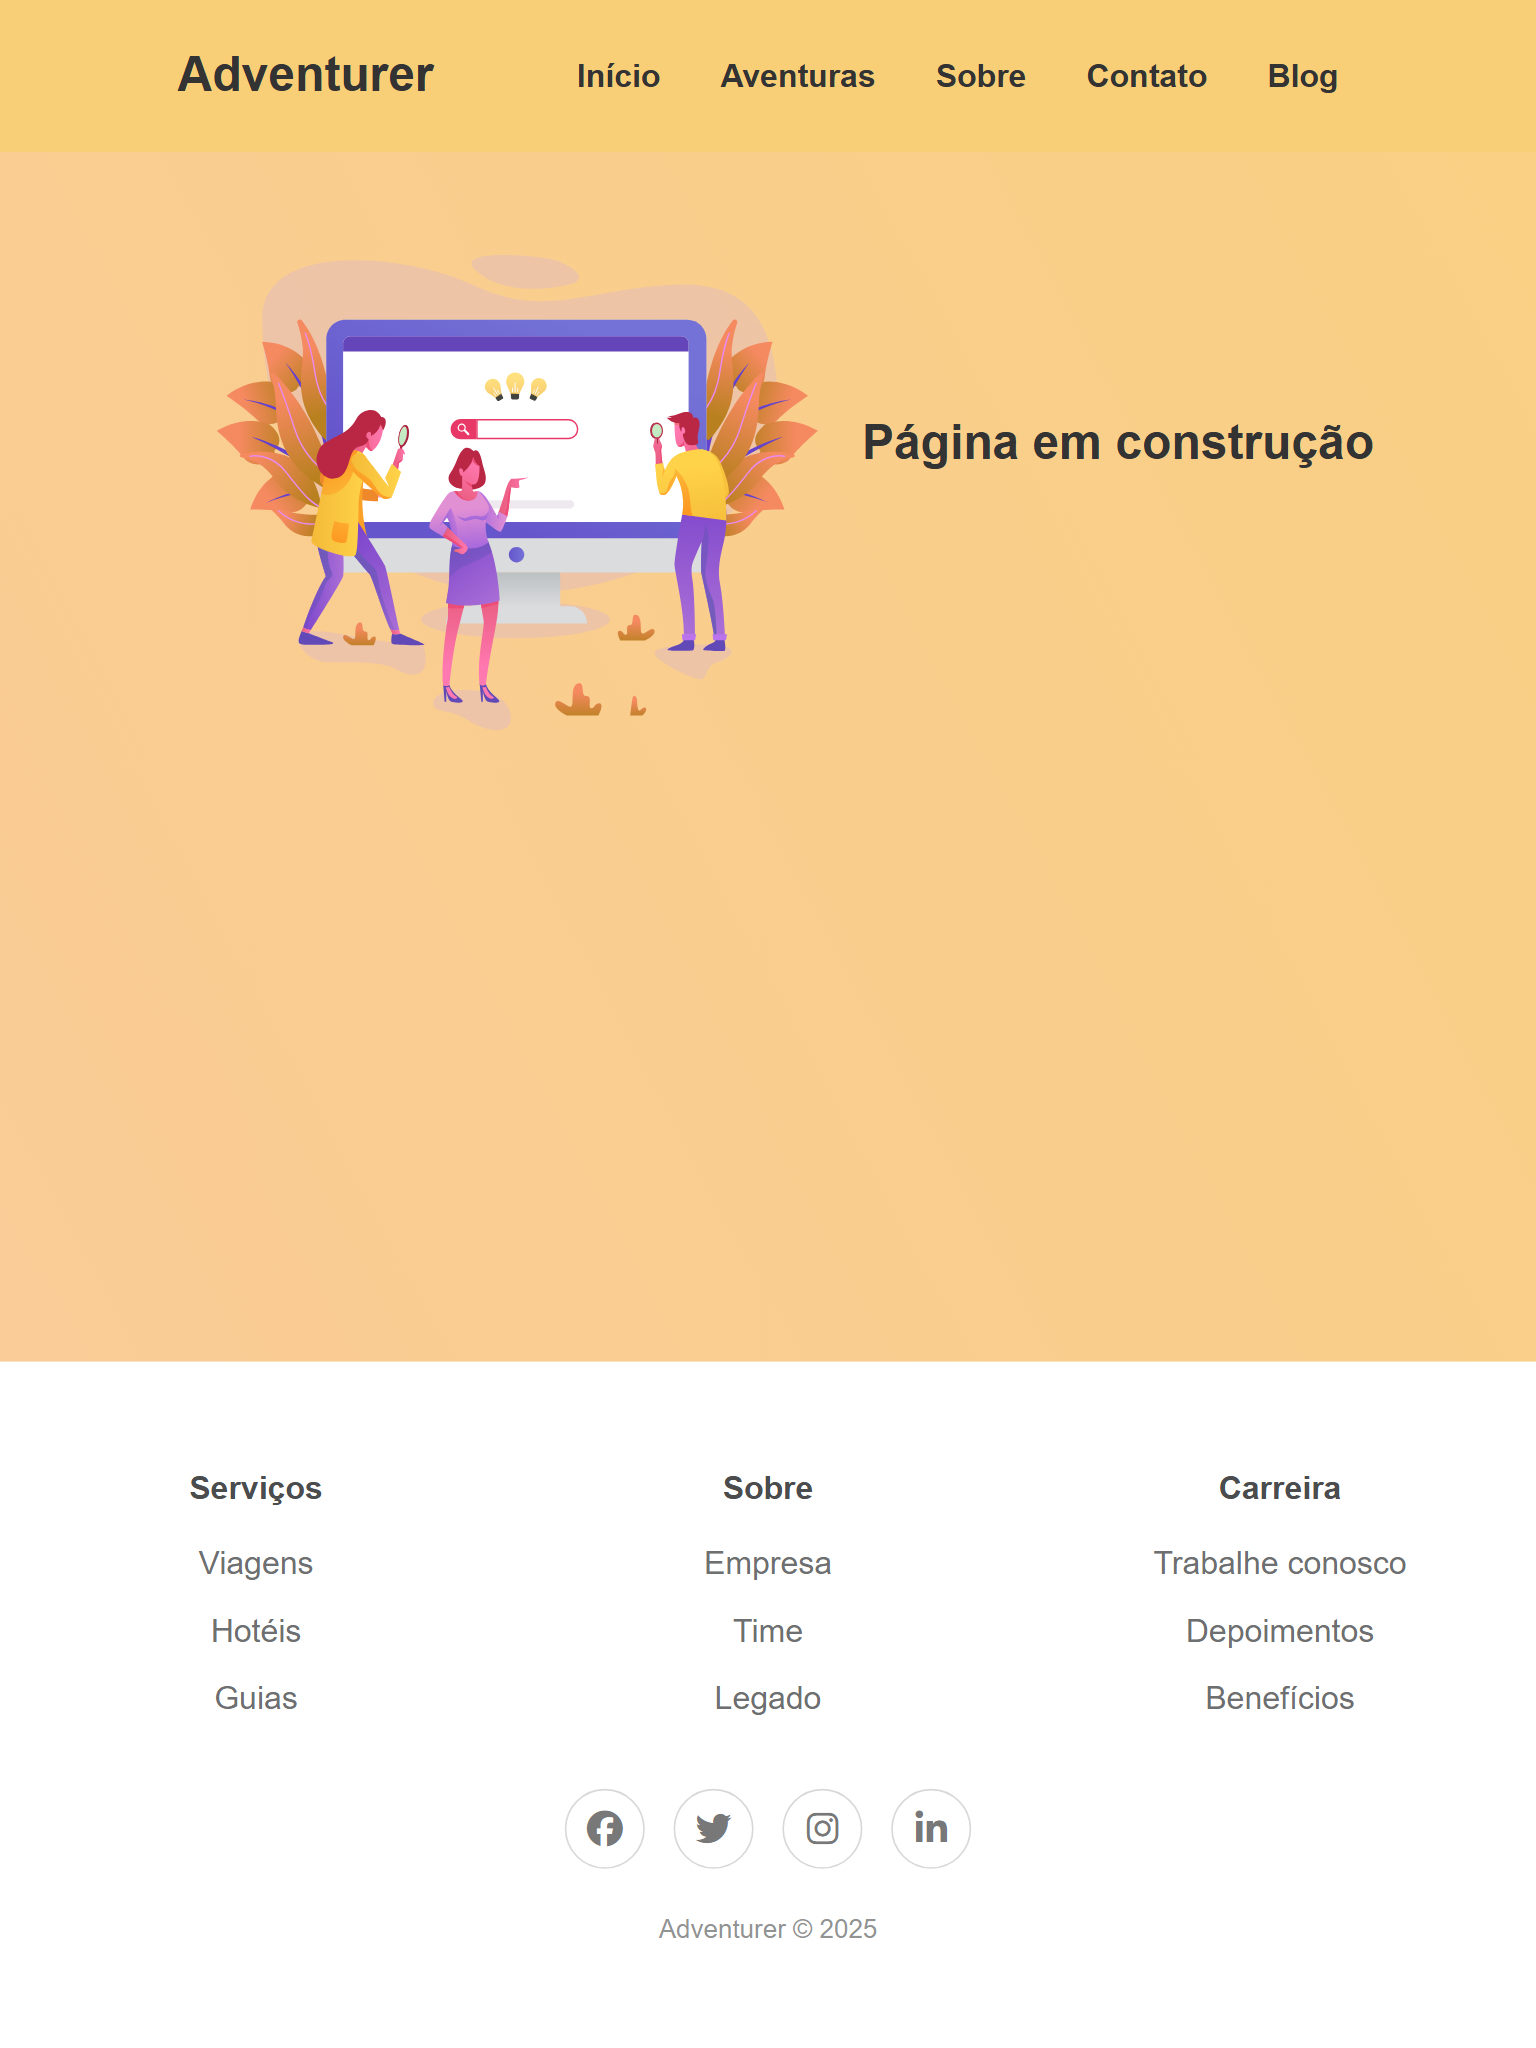 Adventurer
Início Aventuras Sobre Contato Blog
Página em construção
Serviços
Viagens
Hotéis
Guias
Sobre
Empresa
Time
Legado
Carreira
Trabalhe conosco
Depoimentos
Benefícios
Adventurer © 2025